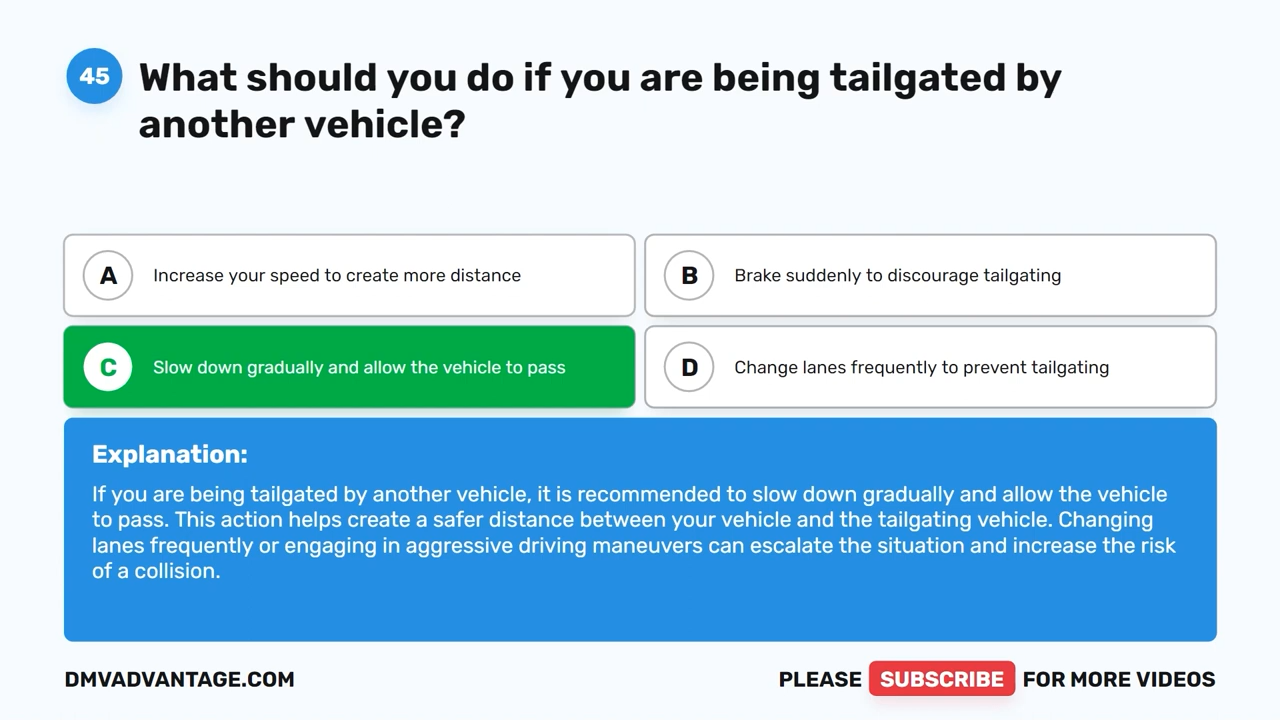 45
What should you do if you are being tailgated by
another vehicle?
A Increase your speed to create more distance
B Brake suddenly to discourage tailgating
C Slow down gradually and allow the vehicle to pass
D Change lanes frequently to prevent tailgating
Explanation:
If you are being tailgated by another vehicle, it is recommended to slow down gradually and allow the vehicle
to pass. This action helps create a safer distance between your vehicle and the tailgating vehicle. Changing
lanes frequently or engaging in aggressive driving maneuvers can escalate the situation and increase the risk
of a collision.
DMVADVANTAGE.COM
PLEASE SUBSCRIBE FOR MORE VIDEOS